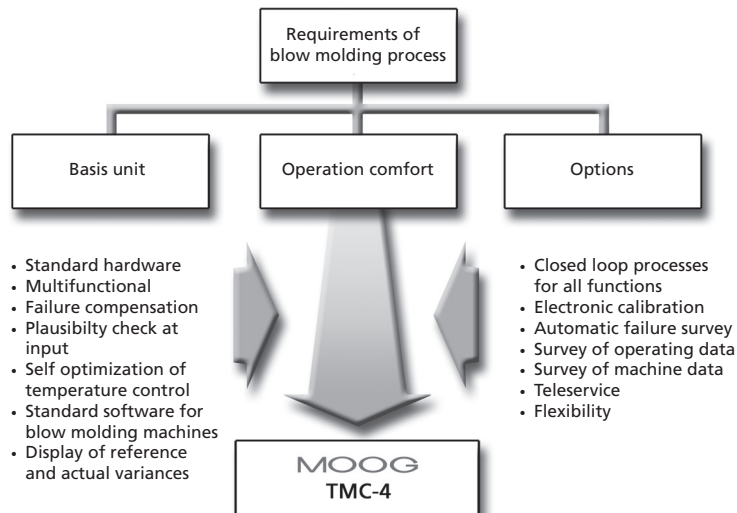 Requirements of
blow molding process
Basis unit
Operation comfort
Options
• Standard hardware
• Multifunctional
• Failure compensation
• Plausibilty check at
input
• Self optimization of
temperature control
• Standard software for
blow molding machines
• Display of reference
and actual variances
• Closed loop processes
for all functions
• Electronic calibration
• Automatic failure survey
• Survey of operating data
• Survey of machine data
• Teleservice
• Flexibility
MOOG
TMC-4